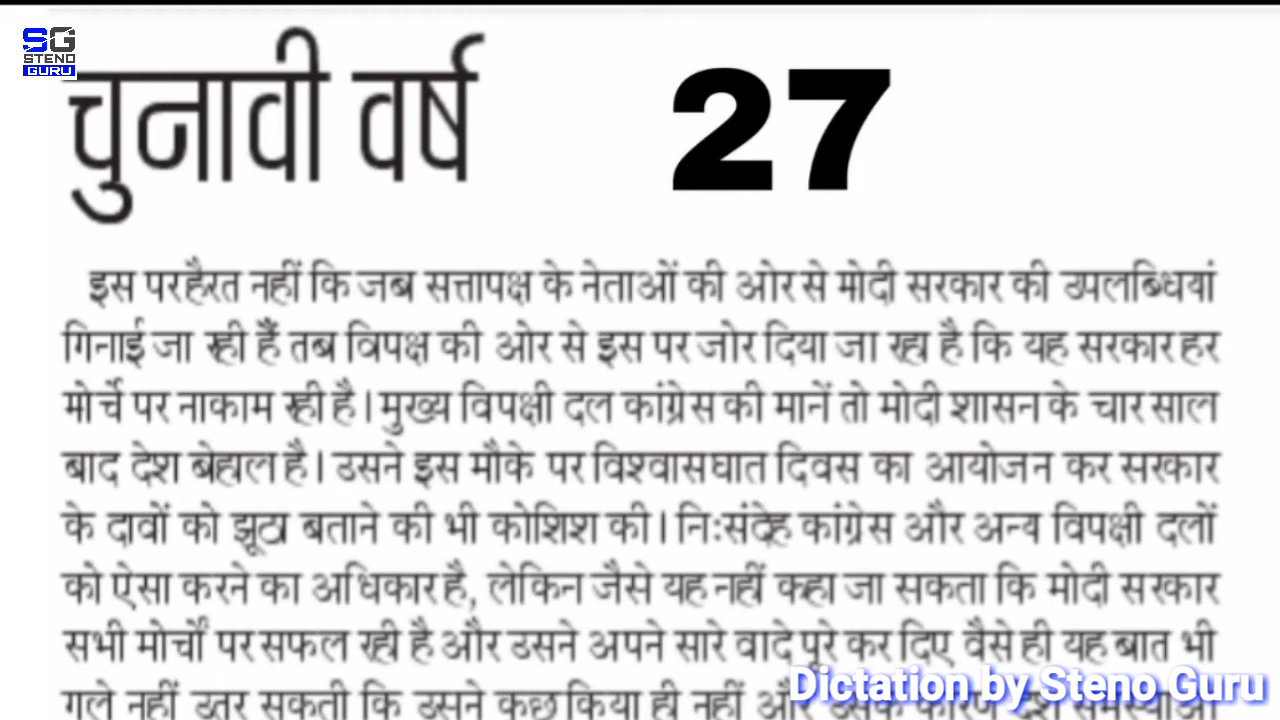 SG
STENO
GURU
चुनावी वर्ष 27
इस पर हैरत नहीं कि जब सत्तापक्ष के नेताओं की ओर से मोदी सरकार की उपलब्धियां
गिनाई जा रही हैं तब विपक्ष की ओर से इस पर जोर दिया जा रहा है कि यह सरकार हर
मोर्चे पर नाकाम रही है। मुख्य विपक्षी दल कांग्रेस की मानें तो मोदी शासन के चार साल
बाद देश बेहाल है। उसने इस मौके पर विश्वासघात दिवस का आयोजन कर सरकार
के दावों को झूठा बताने की भी कोशिश की। नि:संदेह कांग्रेस और अन्य विपक्षी दलों
को ऐसा करने का अधिकार है, लेकिन जैसे यह नहीं कहा जा सकता कि मोदी सरकार
सभी मोर्चों पर सफल रही है और उसने अपने सारे वादे पूरे कर दिए वैसे ही यह बात भी
गले नहीं उतर सकती कि उसने कुछ किया ही नहीं और
Dictation by Steno Guru